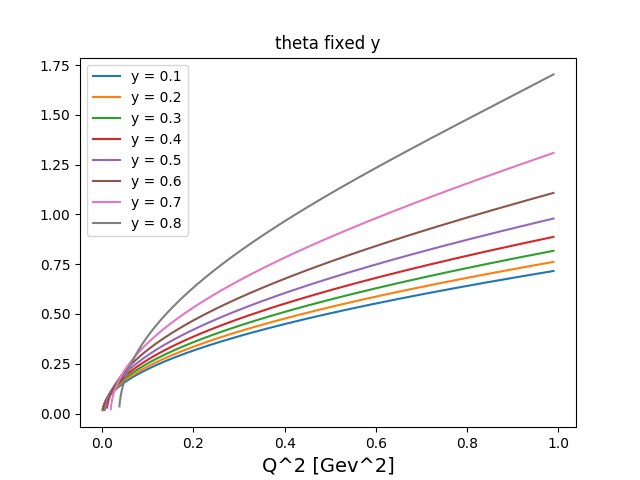 theta fixed y
1.75
1.50
1.25
1.00
0.75
0.50
0.25
0.00
y = 0.1
y = 0.2
y = 0.3
y = 0.4
y = 0.5
y = 0.6
y = 0.7
y = 0.8
0.0 0.2 0.4 0.6 0.8 1.0
Q^2 [Gev^2]